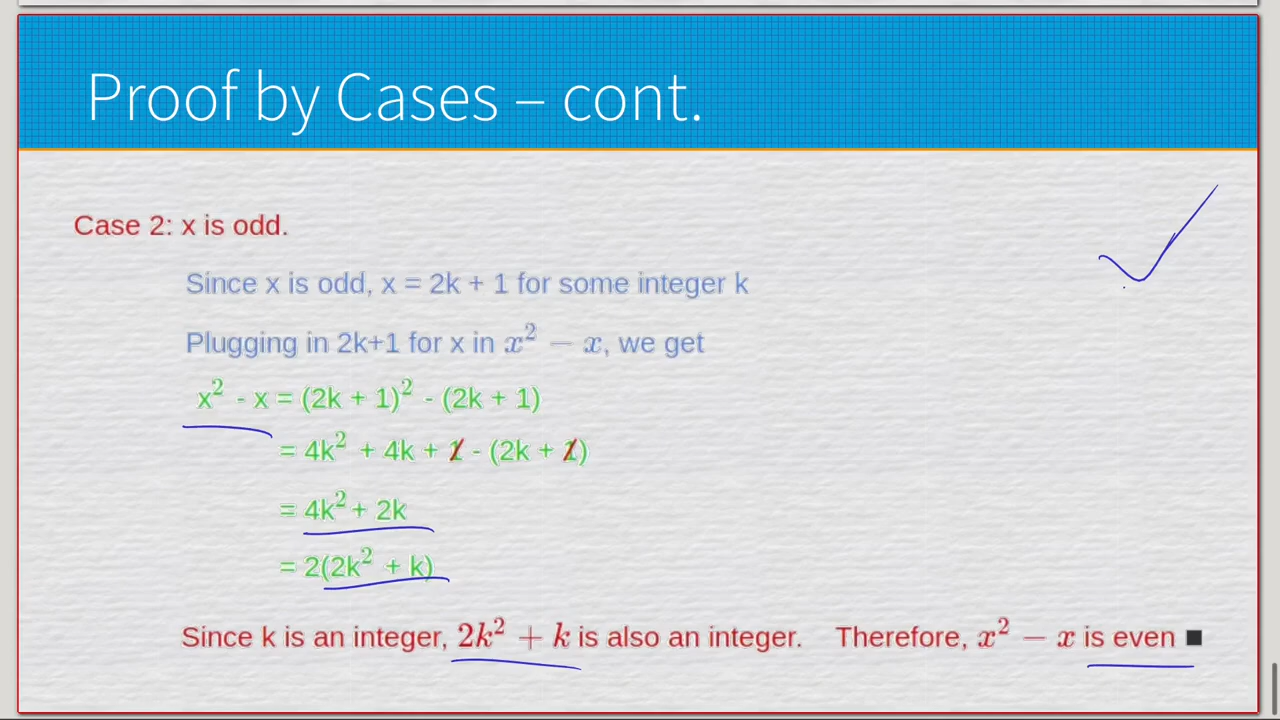 Proof by Cases – cont.
Case 2: x is odd.
Since x is odd, x = 2k + 1 for some integer k
Plugging in 2k+1 for x in x² − x, we get
x² - x = (2k + 1)² - (2k + 1)
= 4k² + 4k + 1 - (2k + 1)
= 4k² + 2k
= 2(2k² + k)
Since k is an integer, 2k² + k is also an integer. Therefore, x² − x is even ■